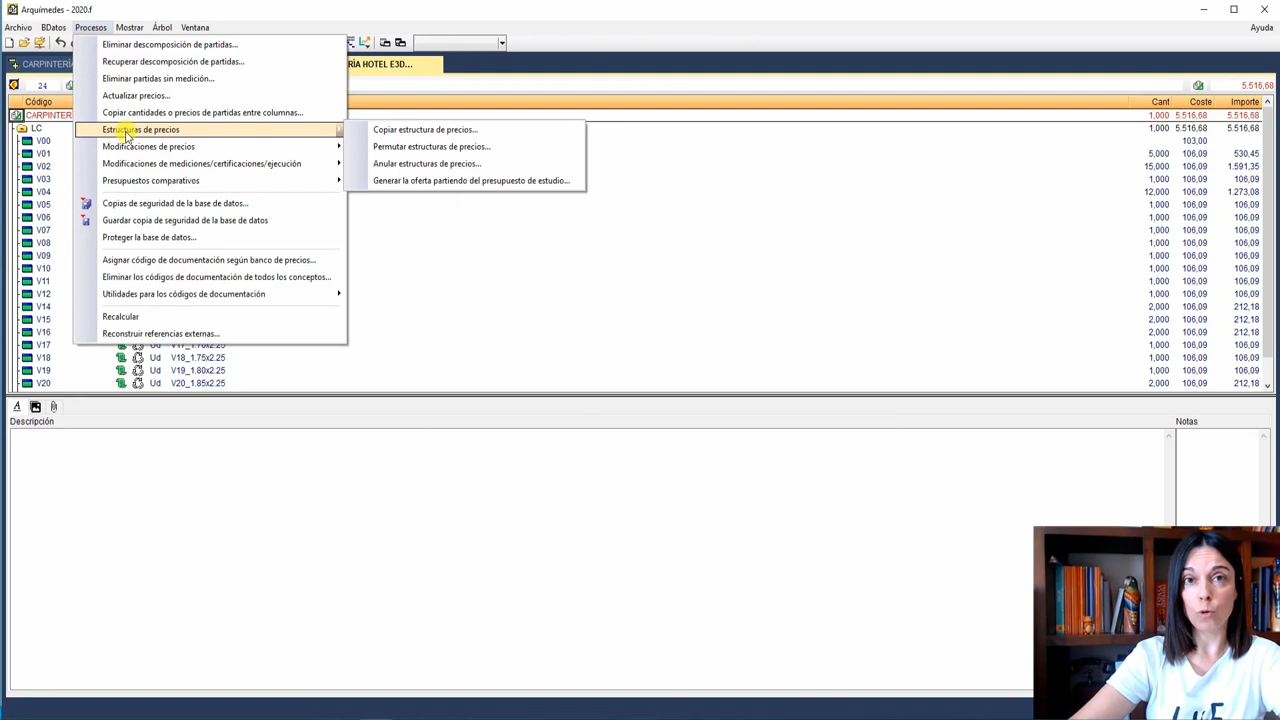 Arquímedes - 2020.f
Archivo BDatos Procesos Mostrar Árbol Ventana Ayuda
CARPINTERÍA
RÍA HOTEL E3D...
24 5.516,68
Código Cant Coste Importe
CARPINTERÍ 1,000 5.516,68 5.516,68
LC 1,000 5.516,68 5.516,68
V00 103,00
V01 5,000 106,09 530,45
V02 15,000 106,09 1.591,35
V03 1,000 106,09 106,09
V04 12,000 106,09 1.273,08
V05 1,000 106,09 106,09
V06 1,000 106,09 106,09
V07 1,000 106,09 106,09
V08 1,000 106,09 106,09
V09 1,000 106,09 106,09
V10 1,000 106,09 106,09
V11 1,000 106,09 106,09
V12 1,000 106,09 106,09
V14 2,000 106,09 212,18
V15 2,000 106,09 212,18
V16 2,000 106,09 212,18
V17 Ud V17_1.70x2.25 1,000 106,09 106,09
V18 Ud V18_1.75x2.25 1,000 106,09 106,09
V19 Ud V19_1.80x2.25 1,000 106,09 106,09
V20 Ud V20_1.85x2.25 2,000 106,09 212,18
Eliminar descomposición de partidas...
Recuperar descomposición de partidas...
Eliminar partidas sin medición...
Actualizar precios...
Copiar cantidades o precios de partidas entre columnas...
Estructuras de precios
Modificaciones de precio
Modificaciones de mediciones/certificaciones/ejecución
Presupuestos comparativos
Copias de seguridad de la base de datos...
Guardar copia de seguridad de la base de datos
Proteger la base de datos...
Asignar código de documentación según banco de precios...
Eliminar los códigos de documentación de todos los conceptos...
Utilidades para los códigos de documentación
Recalcular
Reconstruir referencias externas...
Copiar estructura de precios...
Permutar estructuras de precios...
Anular estructuras de precios...
Generar la oferta partiendo del presupuesto de estudio...
Descripción Notas